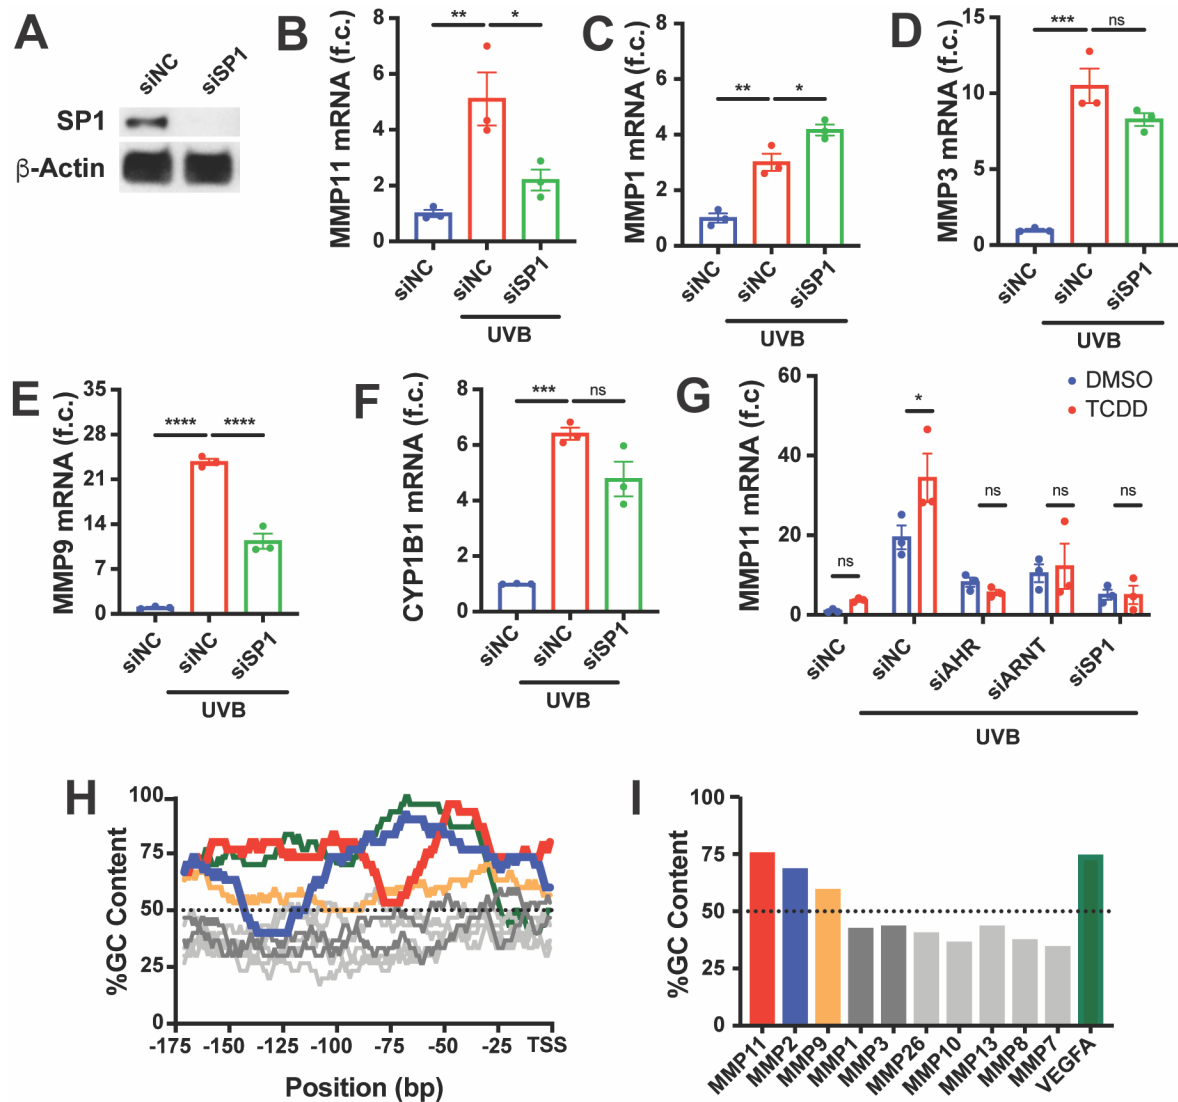 A
siNC
siSP1
SP1
β-Actin
B
MMP11 mRNA (f.c.)
8
6
4
2
0
**
*
siNC
siNC
siSP1
UVB
C
MMP1 mRNA (f.c.)
8
6
4
2
0
**
*
siNC
siNC
siSP1
UVB
D
MMP3 mRNA (f.c.)
15
10
5
0
***
ns
siNC
siNC
siSP1
UVB
E
MMP9 mRNA (f.c.)
35
28
21
14
7
0
****
****
siNC
siNC
siSP1
UVB
F
CYP1B1 mRNA (f.c.)
8
6
4
2
0
***
ns
siNC
siNC
siSP1
UVB
G
MMP11 mRNA (f.c)
60
40
20
0
DMSO
TCDD
ns
*
ns
ns
ns
siNC
siNC
siAHR
siARNT
siSP1
UVB
H
%GC Content
100
75
50
25
0
-175
-150
-125
-100
-75
-50
-25
TSS
Position (bp)
I
%GC Content
100
75
50
25
0
MMP11
MMP2
MMP9
MMP1
MMP3
MMP26
MMP10
MMP13
MMP8
MMP7
VEGFA